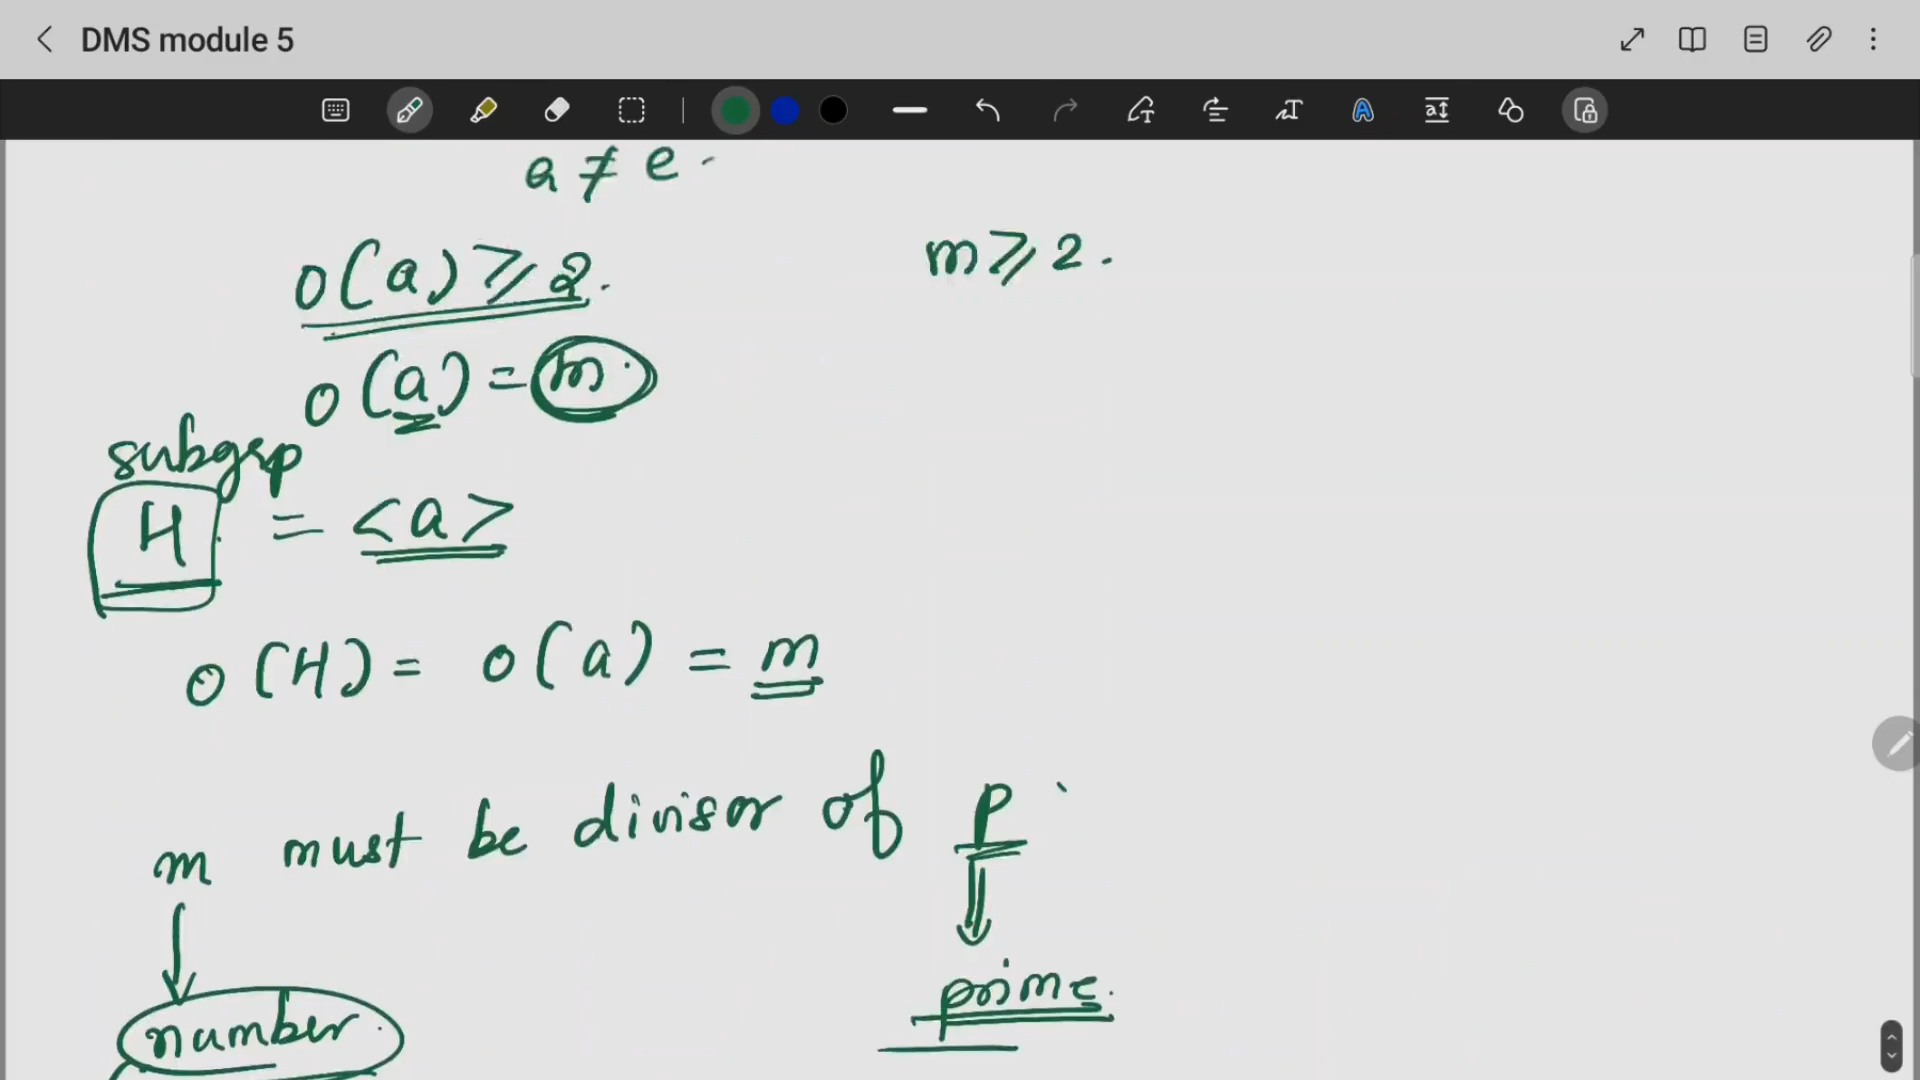 DMS module 5
a ≠ e.
o(a) ⩾ 2.
m ⩾ 2.
o(a) = m.
subgrp
H = <a>
o(H) = o(a) = m
m must be divisor of p.
number.
prime.